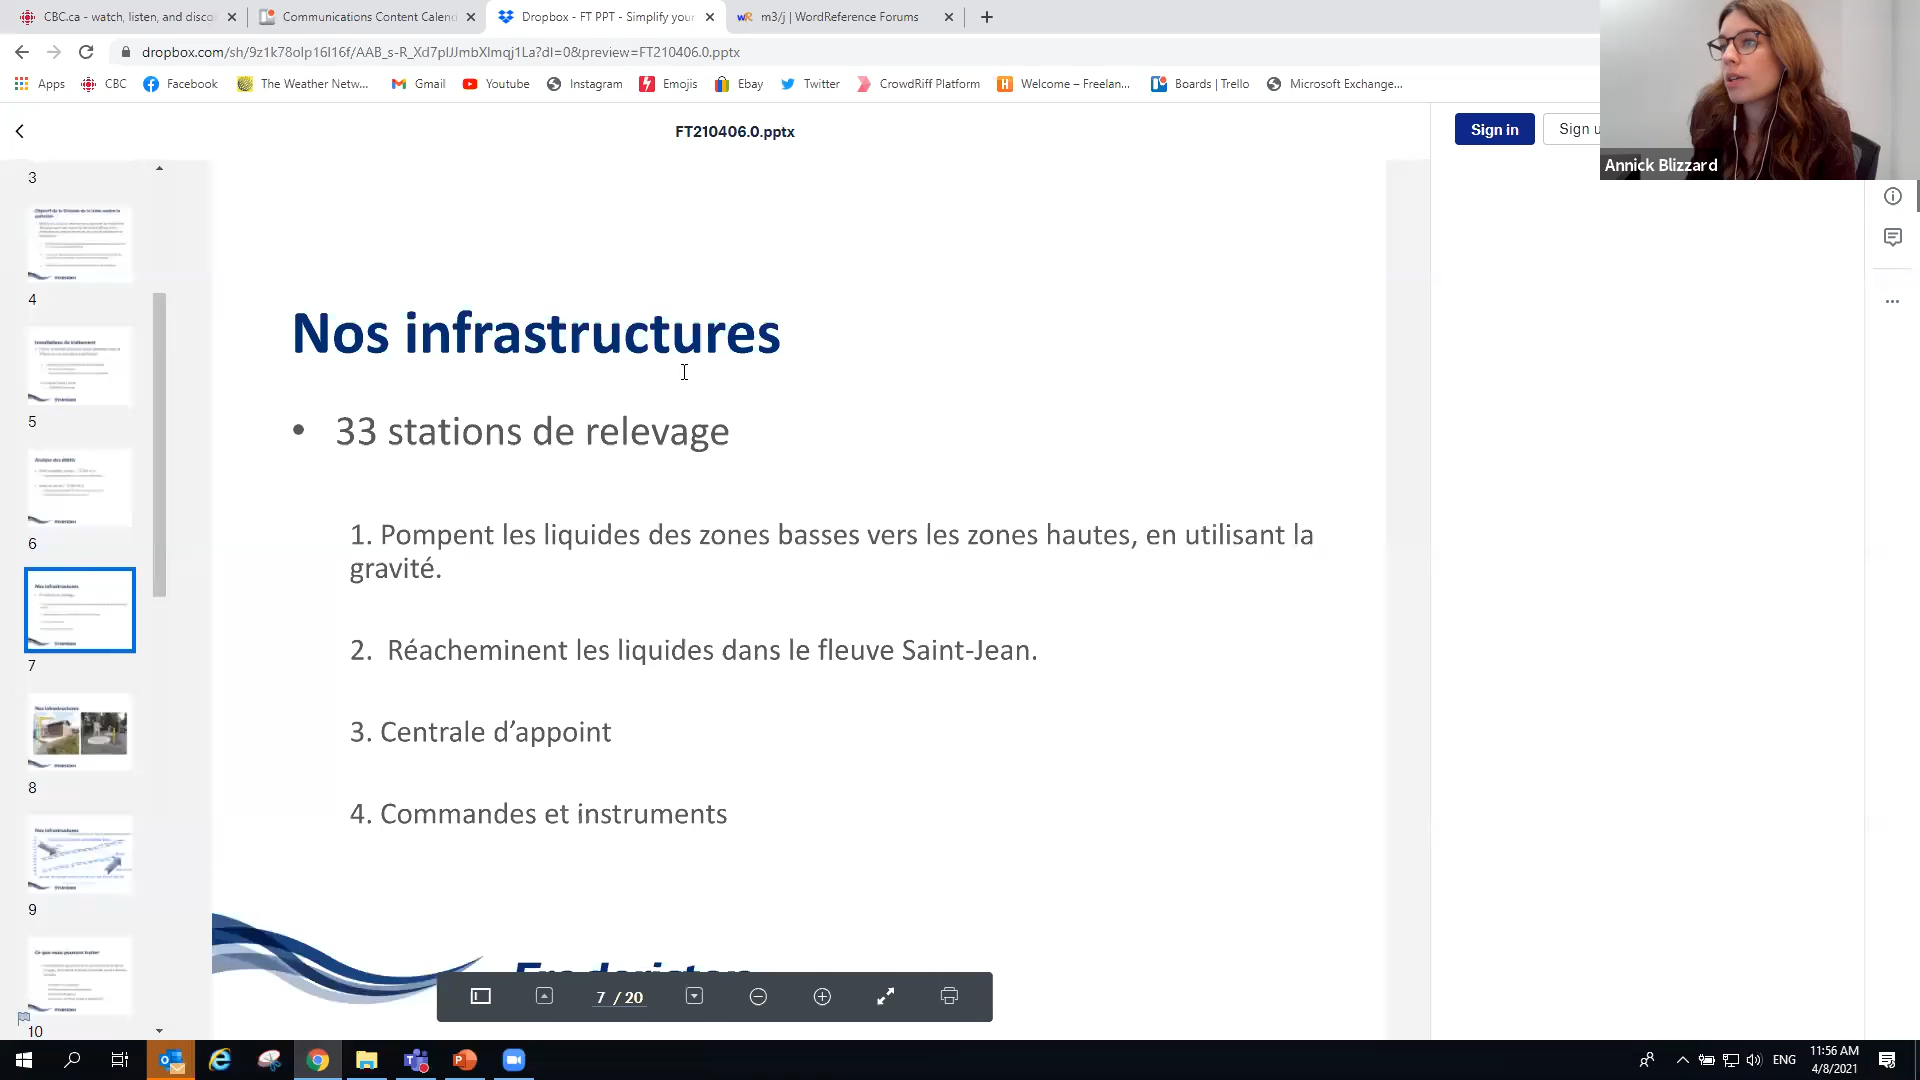 CBC.ca - watch, listen, and disco
Communications Content Calend
Dropbox - FT PPT - Simplify your
m3/j | WordReference Forums
dropbox.com/sh/9z1k78olp16l16f/AAB_s-R_Xd7plJJmbXlmqj1La?dl=0&preview=FT210406.0.pptx
Apps CBC Facebook The Weather Netw... Gmail Youtube Instagram Emojis Ebay Twitter CrowdRiff Platform Welcome – Freelan... Boards | Trello Microsoft Exchange...
FT210406.0.pptx
Sign in
Sign u
Annick Blizzard
3
4
5
6
7
8
9
10
Nos infrastructures
• 33 stations de relevage
1. Pompent les liquides des zones basses vers les zones hautes, en utilisant la
gravité.
2. Réacheminent les liquides dans le fleuve Saint-Jean.
3. Centrale d’appoint
4. Commandes et instruments
Fredericton
7 / 20
ENG
11:56 AM
4/8/2021